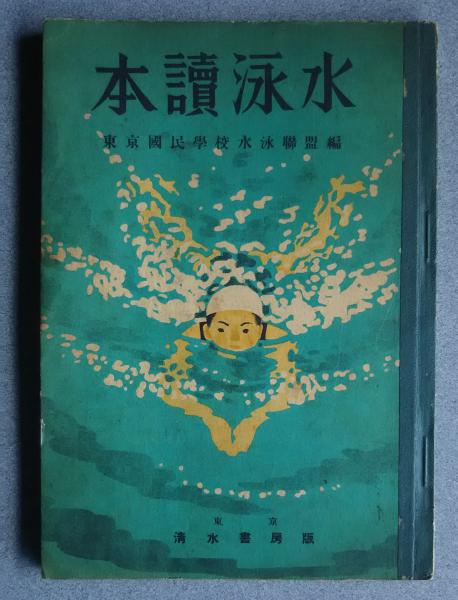 水泳讀本
東京國民學校水泳聯盟編
東京
清水書房版